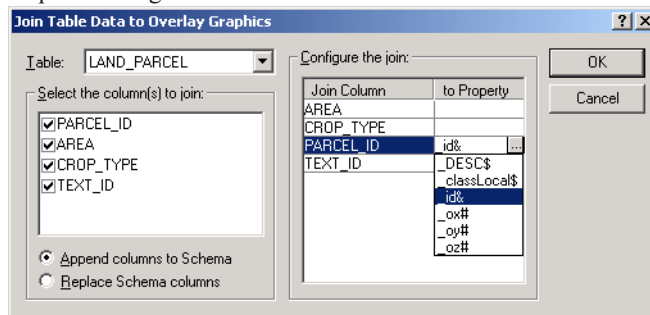 Join Table Data to Overlay Graphics
Table: LAND_PARCEL
Select the column(s) to join:
PARCEL_ID
AREA
CROP_TYPE
TEXT_ID
Append columns to Schema
Replace Schema columns
Configure the join:
Join Column to Property
AREA
CROP_TYPE
PARCEL_ID _id& ...
TEXT_ID
_DESC$
_classLocal$
_id&
_ox#
_oy#
_oz#
OK
Cancel